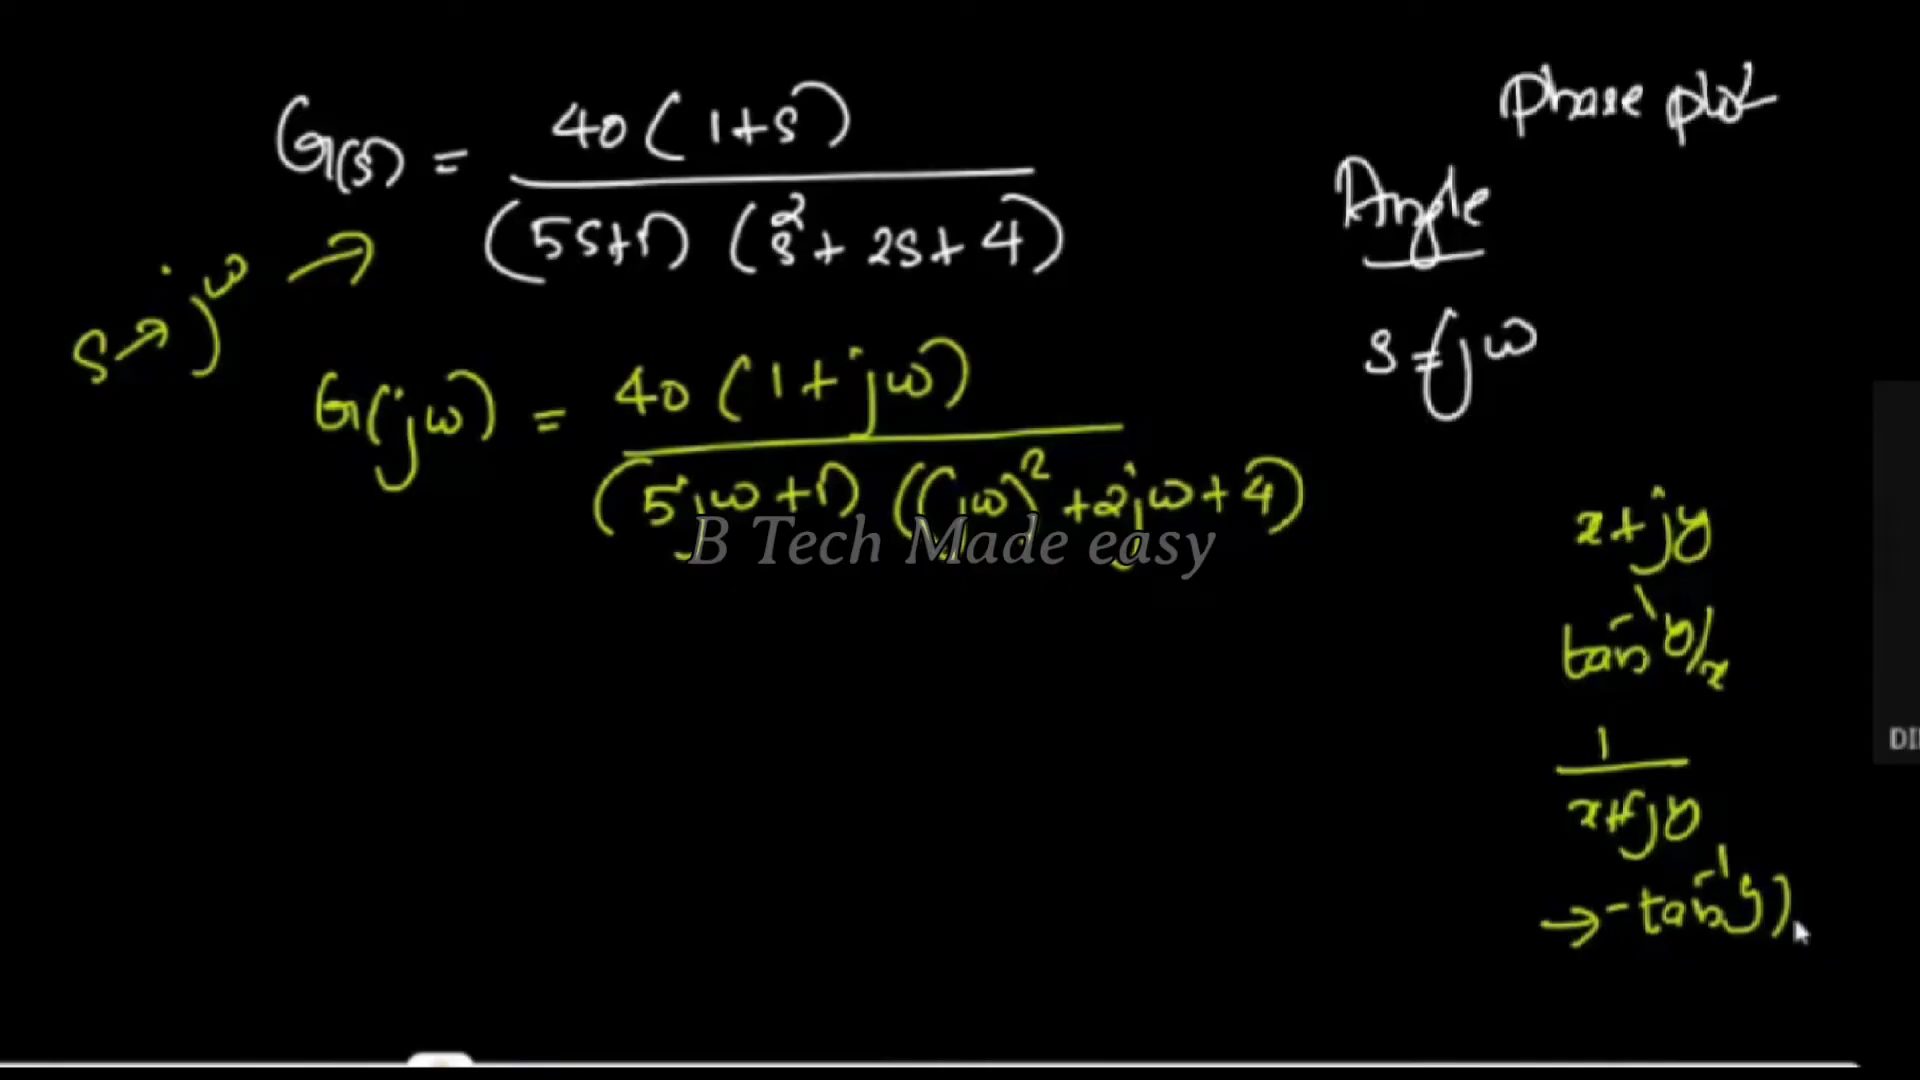 Phase plot
G(s) = 40(1+s) / (5s+1)(s²+2s+4)
Angle
s → jω →
s = jω
G(jω) = 40(1+jω) / (5jω+1)((jω)²+2jω+4)
B Tech Made easy
x+jy
tan⁻¹ y/x
1 / x+jy
→ -tan⁻¹ y/
DI